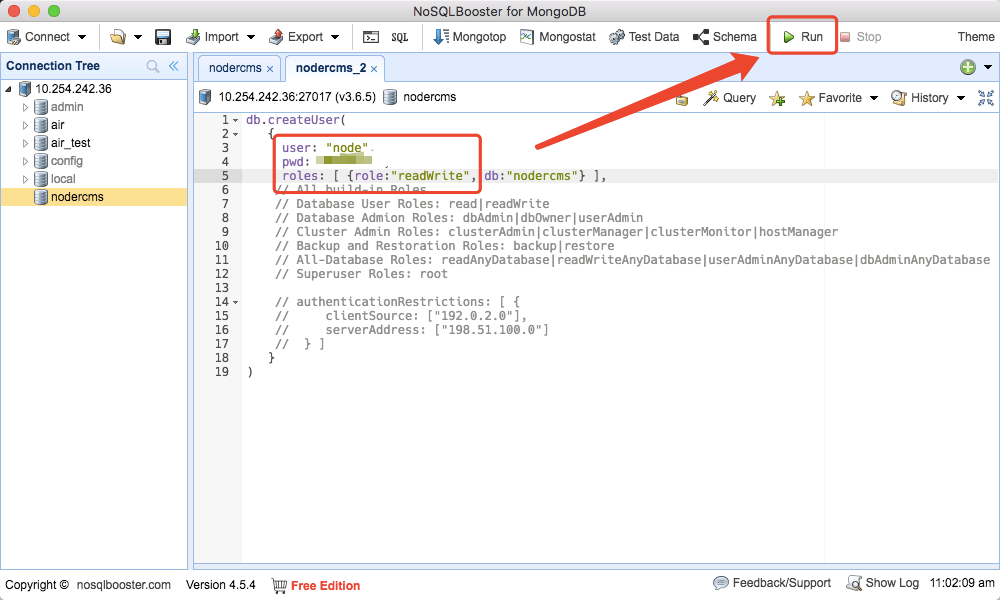 NoSQLBooster for MongoDB
Connect Import Export SQL Mongotop Mongostat Test Data Schema Run Stop Theme
Connection Tree
10.254.242.36
admin
air
air_test
config
local
nodercms
nodercms × nodercms_2 ×
10.254.242.36:27017 (v3.6.5) nodercms Query Favorite History
1 db.createUser(
2 {
3 user: "node"
4 pwd:
5 roles: [ {role:"readWrite", db:"nodercms"} ],
6 // All build-in Roles
7 // Database User Roles: read|readWrite
8 // Database Admion Roles: dbAdmin|dbOwner|userAdmin
9 // Cluster Admin Roles: clusterAdmin|clusterManager|clusterMonitor|hostManager
10 // Backup and Restoration Roles: backup|restore
11 // All-Database Roles: readAnyDatabase|readWriteAnyDatabase|userAdminAnyDatabase|dbAdminAnyDatabase
12 // Superuser Roles: root
13
14 // authenticationRestrictions: [ {
15 // clientSource: ["192.0.2.0"],
16 // serverAddress: ["198.51.100.0"]
17 // } ]
18 }
19 )
Copyright © nosqlbooster.com Version 4.5.4 Free Edition Feedback/Support Show Log 11:02:09 am